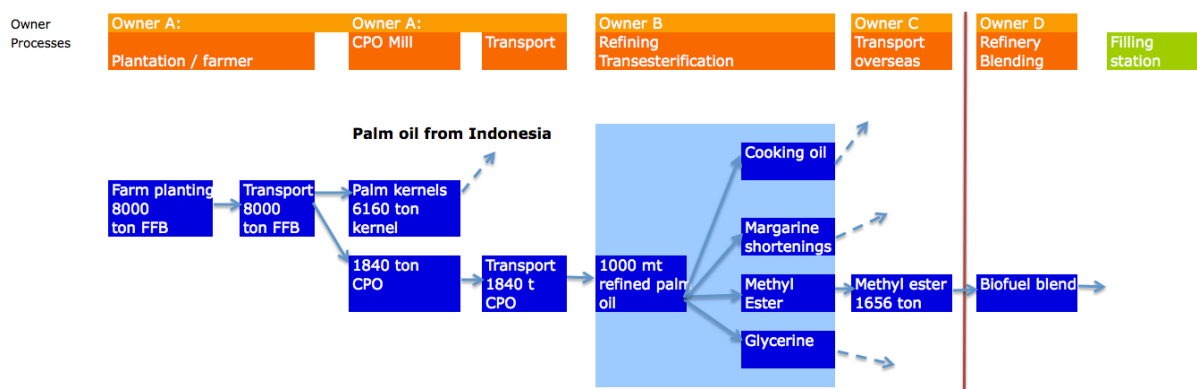 Owner
Processes
Owner A:
Plantation / farmer
Owner A:
CPO Mill
Transport
Owner B
Refining
Transesterification
Owner C
Transport
overseas
Owner D
Refinery
Blending
Filling
station
Palm oil from Indonesia
Farm planting
8000
ton FFB
Transport
8000
ton FFB
Palm kernels
6160 ton
kernel
1840 ton
CPO
Transport
1840 t
CPO
1000 mt
refined palm
oil
Cooking oil
Margarine
shortenings
Methyl
Ester
Glycerine
Methyl ester
1656 ton
Biofuel blend